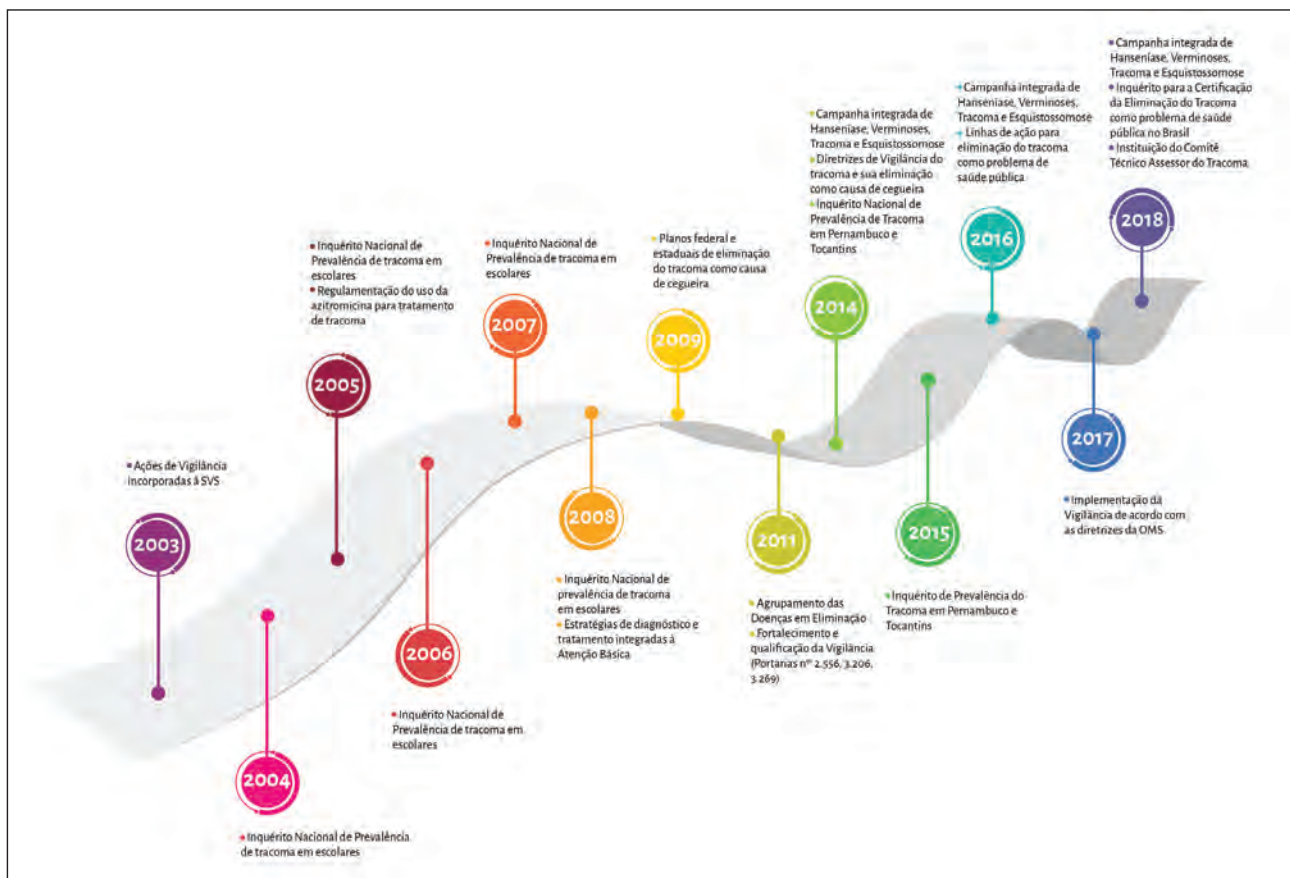 2003
• Ações de Vigilância
incorporadas à SVS
2004
• Inquérito Nacional de Prevalência
de tracoma em escolares
2005
• Inquérito Nacional de
Prevalência de tracoma em
escolares
• Regulamentação do uso da
azitromicina para tratamento
de tracoma
2006
• Inquérito Nacional de
Prevalência de tracoma em
escolares
2007
• Inquérito Nacional de
Prevalência de tracoma em
escolares
2008
• Inquérito Nacional de
prevalência de tracoma
em escolares
• Estratégias de diagnóstico e
tratamento integradas à
Atenção Básica
2009
• Planos federal e
estaduais de eliminação
do tracoma como causa
de cegueira
2011
• Agrupamento das
Doenças em Eliminação
• Fortalecimento e
qualificação da Vigilância
(Portarias nºˢ 2.556, 3.206,
3.269)
2014
• Campanha integrada de
Hanseníase, Verminoses,
Tracoma e Esquistossomose
• Diretrizes de Vigilância do
tracoma e sua eliminação
como causa de cegueira
• Inquérito Nacional de
Prevalência de Tracoma
em Pernambuco e
Tocantins
2015
• Inquérito de Prevalência do
Tracoma em Pernambuco e
Tocantins
2016
• Campanha integrada de
Hanseníase, Verminoses,
Tracoma e Esquistossomose
• Linhas de ação para
eliminação do tracoma
como problema de
saúde pública
2017
• Implementação da
Vigilância de acordo com
as diretrizes da OMS
2018
• Campanha integrada de
Hanseníase, Verminoses,
Tracoma e Esquistossomose
• Inquérito para a Certificação
da Eliminação do Tracoma
como problema de saúde
pública no Brasil
• Instituição do Comitê
Técnico Assessor do Tracoma